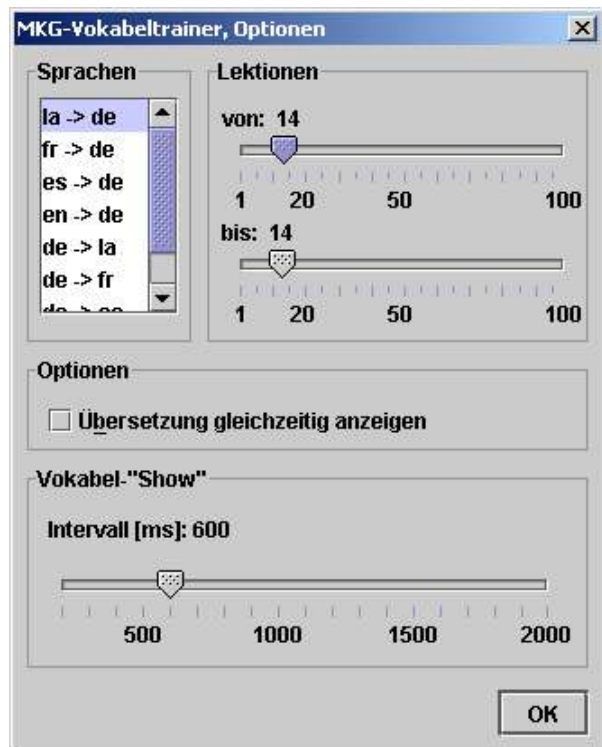 MKG-Vokabeltrainer, Optionen
Sprachen
la -> de
fr -> de
es -> de
en -> de
de -> la
de -> fr
Lektionen
von: 14
1 20 50 100
bis: 14
1 20 50 100
Optionen
Übersetzung gleichzeitig anzeigen
Vokabel-"Show"
Intervall [ms]: 600
500 1000 1500 2000
OK